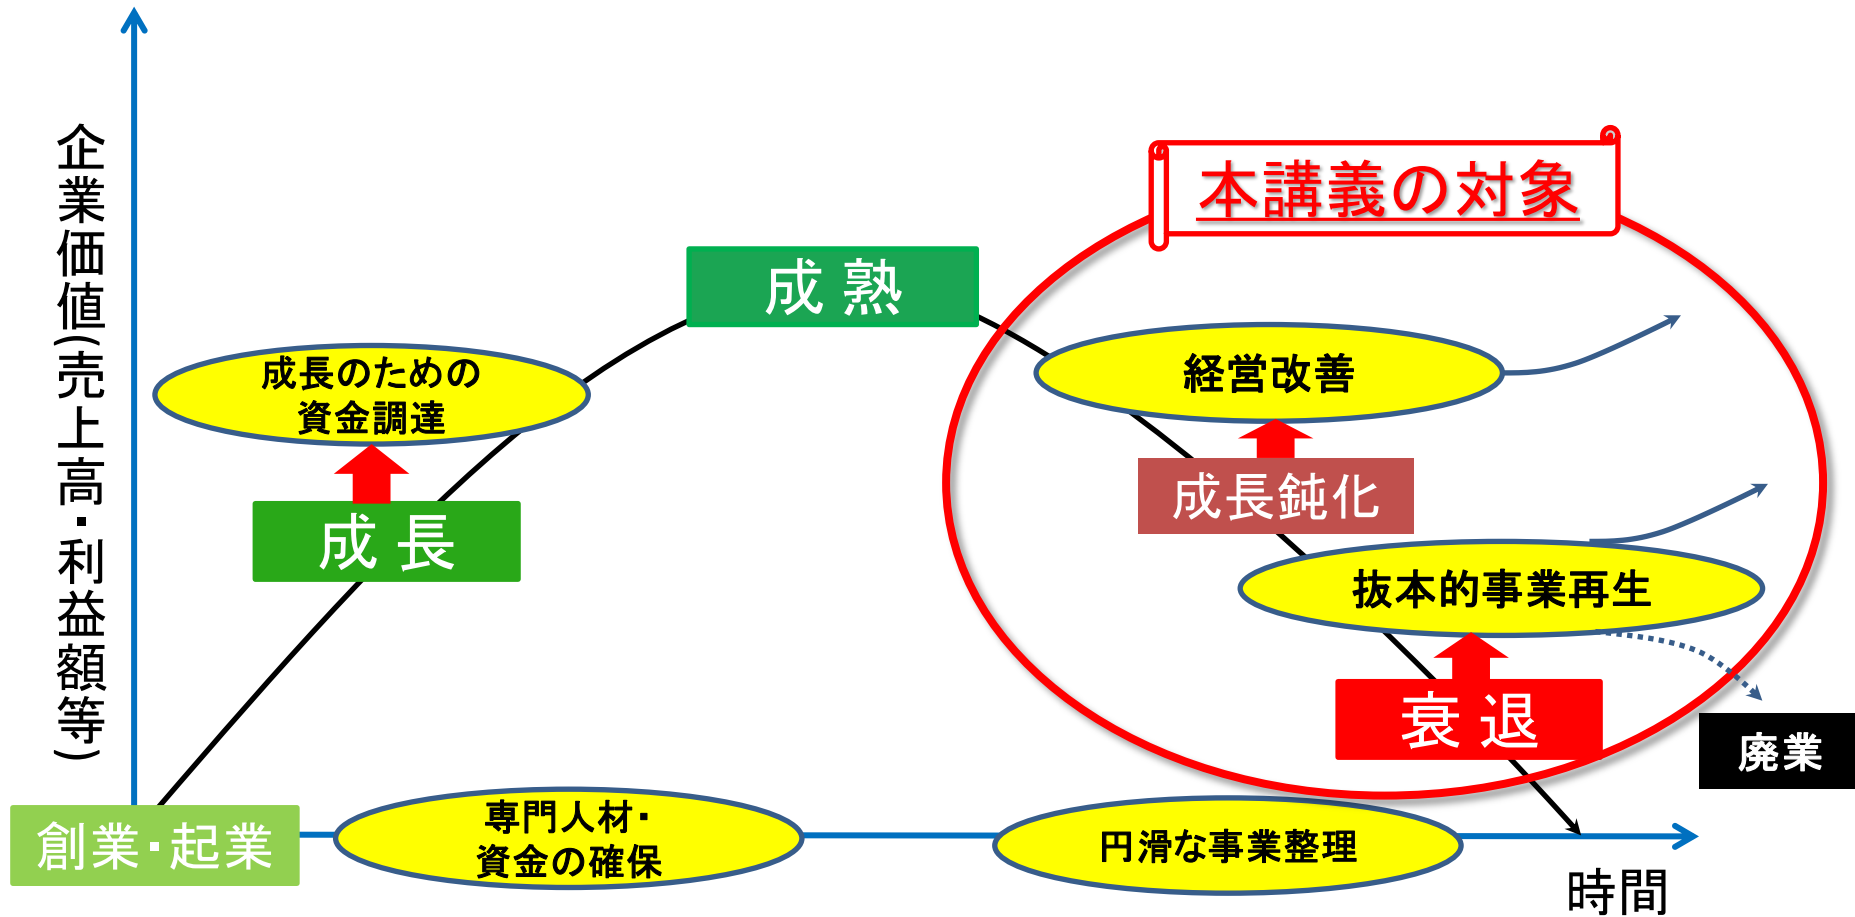 企業価値(売上高・利益額等)
本講義の対象
成 熟
成長のための
資金調達
経営改善
成長鈍化
成 長
抜本的事業再生
衰 退
廃業
創業・起業
専門人材・
資金の確保
円滑な事業整理
時間